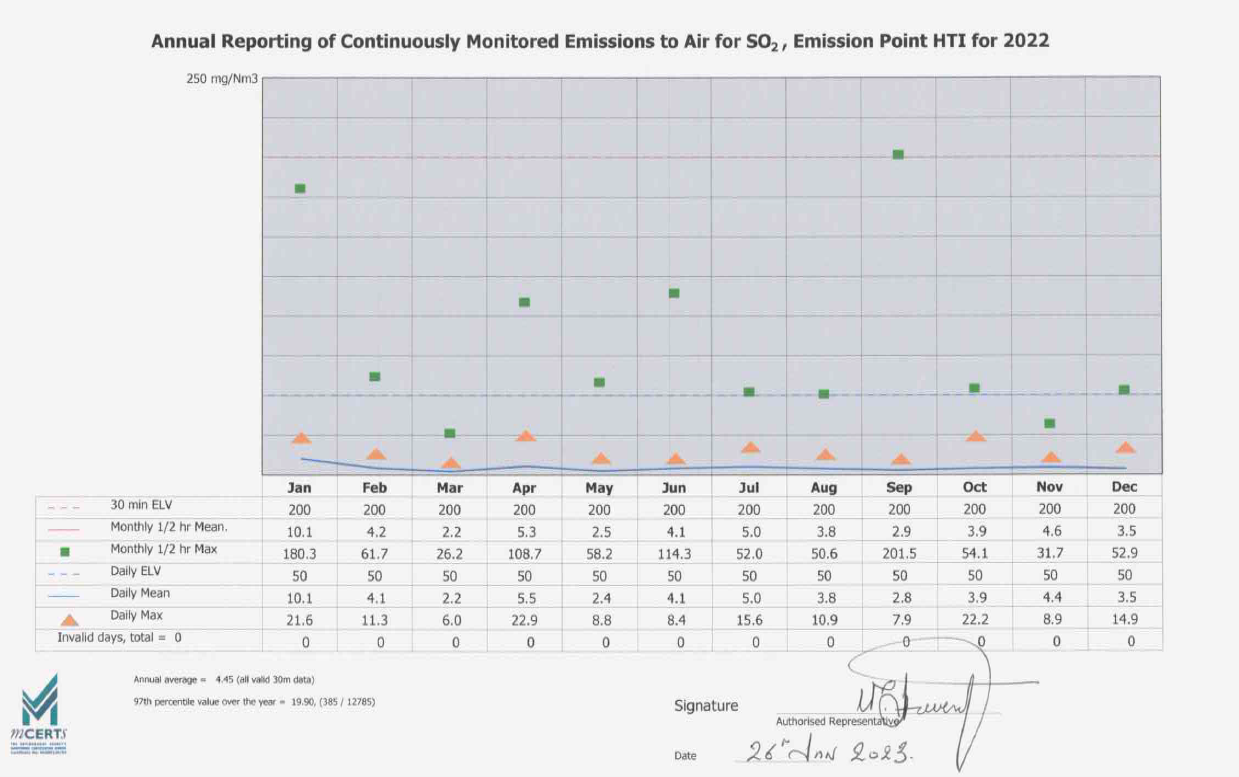 Annual Reporting of Continuously Monitored Emissions to Air for SO2 , Emission Point HTI for 2022
250 mg/Nm3
Jan Feb Mar Apr May Jun Jul Aug Sep Oct Nov Dec
30 min ELV 200 200 200 200 200 200 200 200 200 200 200 200
Monthly 1/2 hr Mean. 10.1 4.2 2.2 5.3 2.5 4.1 5.0 3.8 2.9 3.9 4.6 3.5
Monthly 1/2 hr Max 180.3 61.7 26.2 108.7 58.2 114.3 52.0 50.6 201.5 54.1 31.7 52.9
Daily ELV 50 50 50 50 50 50 50 50 50 50 50 50
Daily Mean 10.1 4.1 2.2 5.5 2.4 4.1 5.0 3.8 2.8 3.9 4.4 3.5
Daily Max 21.6 11.3 6.0 22.9 8.8 8.4 15.6 10.9 7.9 22.2 8.9 14.9
Invalid days, total = 0 0 0 0 0 0 0 0 0 0 0 0 0
Annual average = 4.45 (all valid 30m data)
97th percentile value over the year = 19.90, (385 / 12785)
mCERTS
Signature
Authorised Representative
Date 26th Jan 2023.